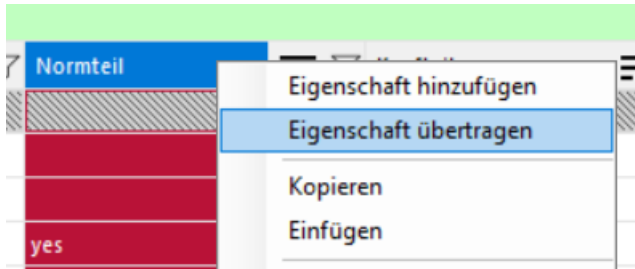 Normteil
Eigenschaft hinzufügen
Eigenschaft übertragen
Kopieren
Einfügen
yes